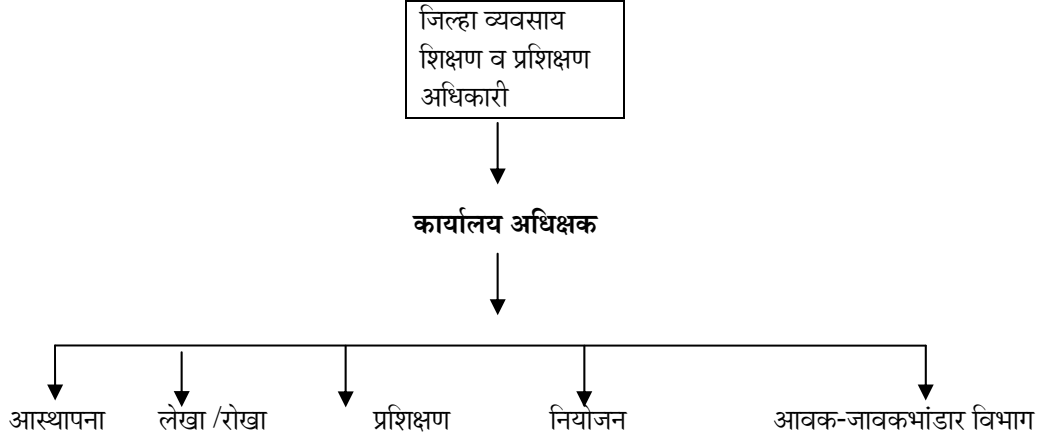 जिल्हा व्यवसाय
शिक्षण व प्रशिक्षण
अधिकारी
कार्यालय अधिक्षक
आस्थापना लेखा /रोखा प्रशिक्षण नियोजन आवक-जावकभांडार विभाग